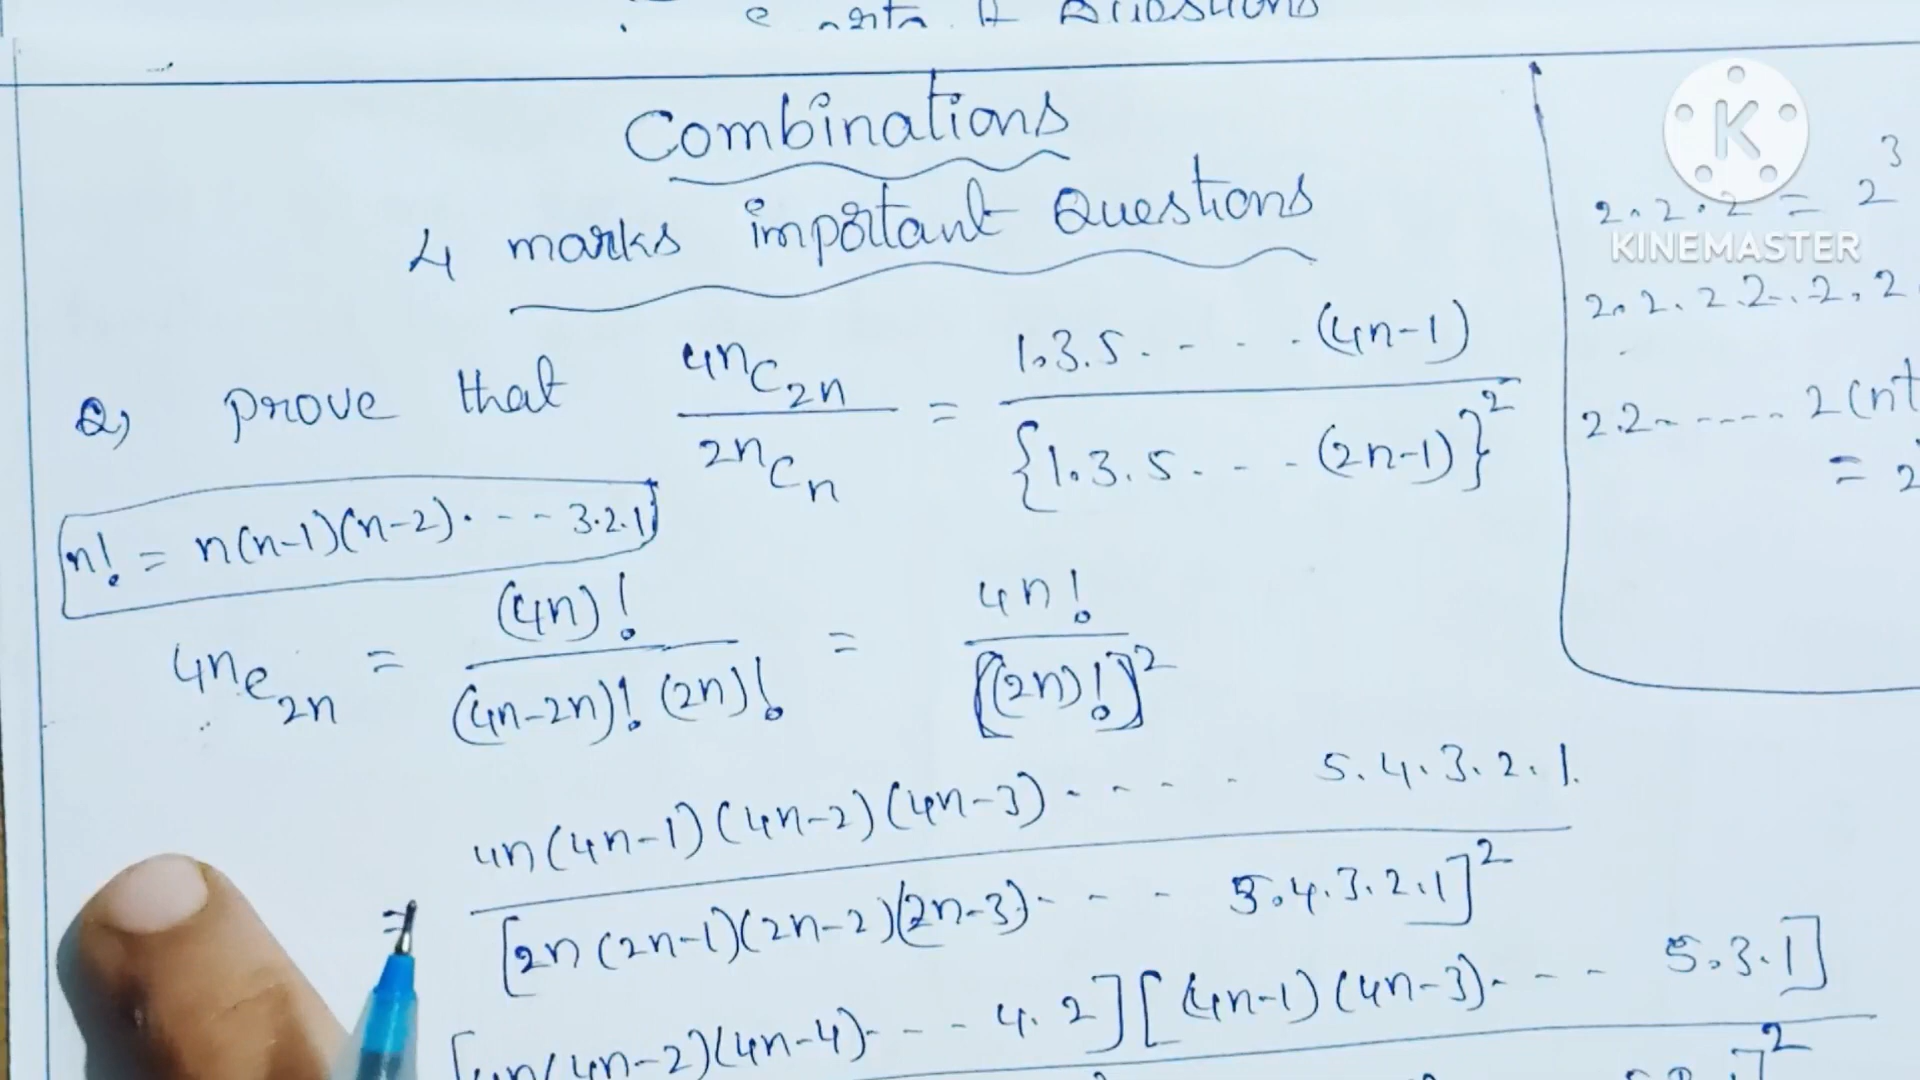 Combinations
4 marks important Questions
Q) prove that 4nC2n / 2nCn = 1.3.5.----(4n-1) / {1.3.5.---(2n-1)}²
n! = n(n-1)(n-2).---3.2.1
4nC2n = (4n)! / (4n-2n)! (2n)! = 4n! / [(2n)!]²
= 4n(4n-1)(4n-2)(4n-3).---- 5.4.3.2.1. / [2n(2n-1)(2n-2)(2n-3)--- 5.4.3.2.1]²
[4n(4n-2)(4n-4)---4.2][(4n-1)(4n-3)--- 5.3.1]
2.2.2 = 2³
2.2.2.2.2.2
2.2-----2(n
= 2
K
KINEMASTER